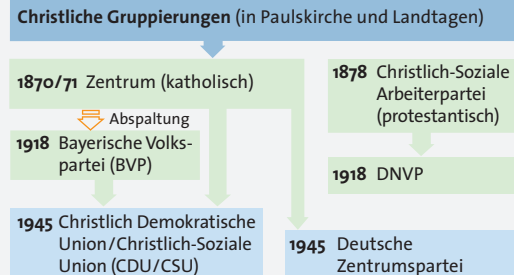 Christliche Gruppierungen (in Paulskirche und Landtagen)
1870/71 Zentrum (katholisch)
Abspaltung
1918 Bayerische Volks-
partei (BVP)
1878 Christlich-Soziale
Arbeiterpartei
(protestantisch)
1918 DNVP
1945 Christlich Demokratische
Union/Christlich-Soziale
Union (CDU/CSU)
1945 Deutsche
Zentrumspartei